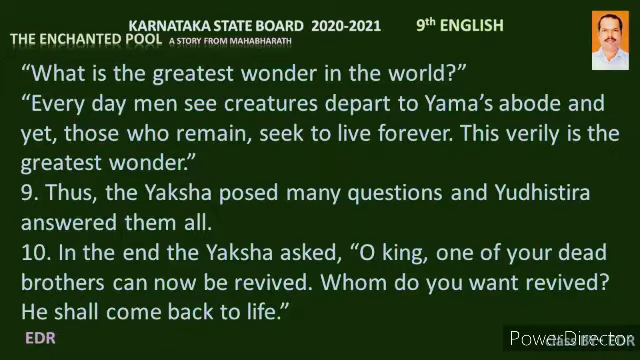 KARNATAKA STATE BOARD 2020-2021 9th ENGLISH
THE ENCHANTED POOL A STORY FROM MAHABHARATH
“What is the greatest wonder in the world?”
“Every day men see creatures depart to Yama’s abode and
yet, those who remain, seek to live forever. This verily is the
greatest wonder.”
9. Thus, the Yaksha posed many questions and Yudhistira
answered them all.
10. In the end the Yaksha asked, “O king, one of your dead
brothers can now be revived. Whom do you want revived?
He shall come back to life.”
EDR
PowerDirector